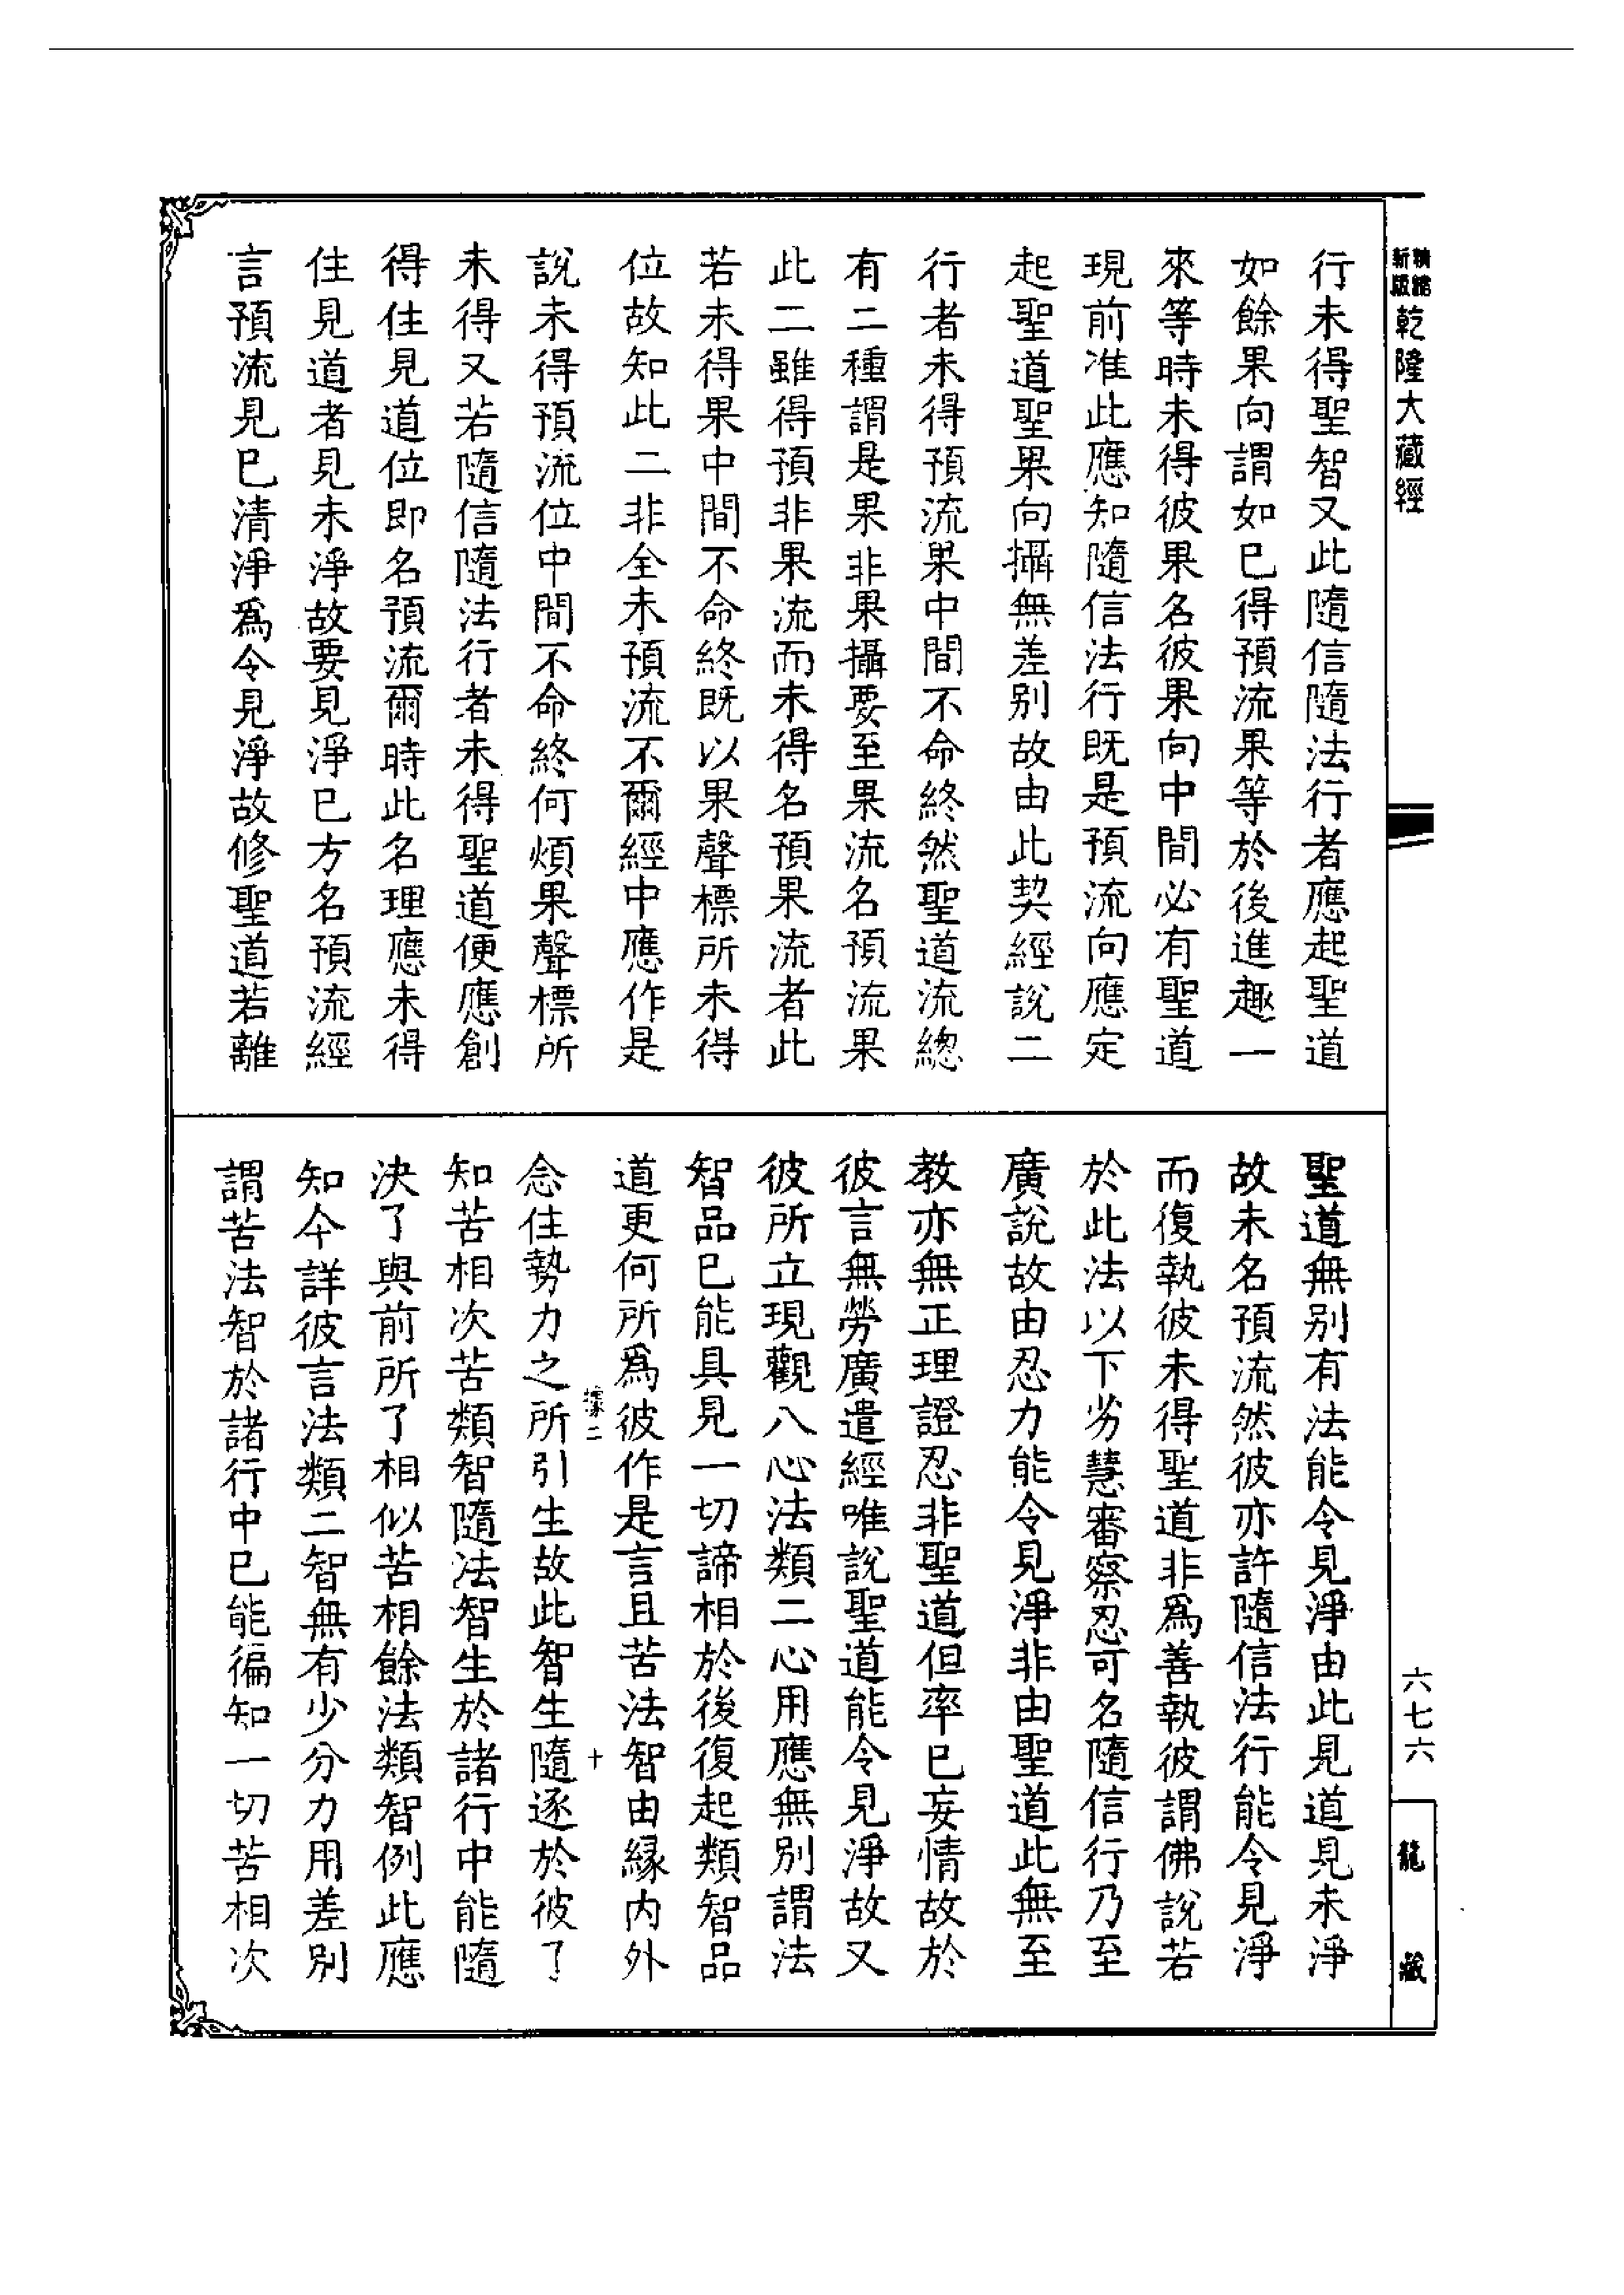 精縮
新版
乾隆大藏經
行未得聖智又此隨信隨法行者應起聖道
如餘果向謂如已得預流果等於後進趣一
來等時未得彼果名彼果向中間必有聖道
現前准此應知隨信法行既是預流向應定
起聖道聖果向攝無差別故由此契經說二
行者未得預流果中間不命終然聖道流總
有二種謂是果非果攝要至果流名預流果
此二雖得預非果流而未得名預果流者此
若未得果中間不命終既以果聲標所未得
位故知此二非全未預流不爾經中應作是
說未得預流位中間不命終何煩果聲標所
未得又若隨信隨法行者未得聖道便應創
得住見道位即名預流爾時此名理應未得
住見道者見未淨故要見淨已方名預流經
言預流見已清淨為令見淨故修聖道若離
聖道無別有法能令見淨由此見道見未淨
故未名預流然彼亦許隨信法行能令見淨
而復執彼未得聖道非為善執彼謂佛說若
於此法以下劣慧審察忍可名隨信行乃至
廣說故由忍力能令見淨非由聖道此無至
教亦無正理證忍非聖道但率已妄情故於
彼言無勞廣遣經唯說聖道能令見淨故又
彼所立現觀八心法類二心用應無別謂法
智品已能具見一切諦相於後復起類智品
道更何所為彼作是言且苦法智由緣內外
念住勢力之所引生故此智生隨逐於彼了
知苦相次苦類智隨法智生於諸行中能隨
決了與前所了相似苦相餘法類智例此應
知今詳彼言法類二智無有少分力用差別
謂苦法智於諸行中已能徧知一切苦相次
二
十
六七六
龍藏